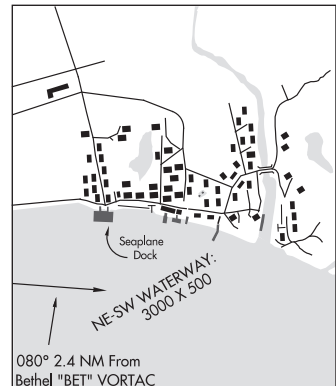 Seaplane
Dock
NE-SW WATERWAY:
3000 X 500
080° 2.4 NM From
Bethel "BET" VORTAC